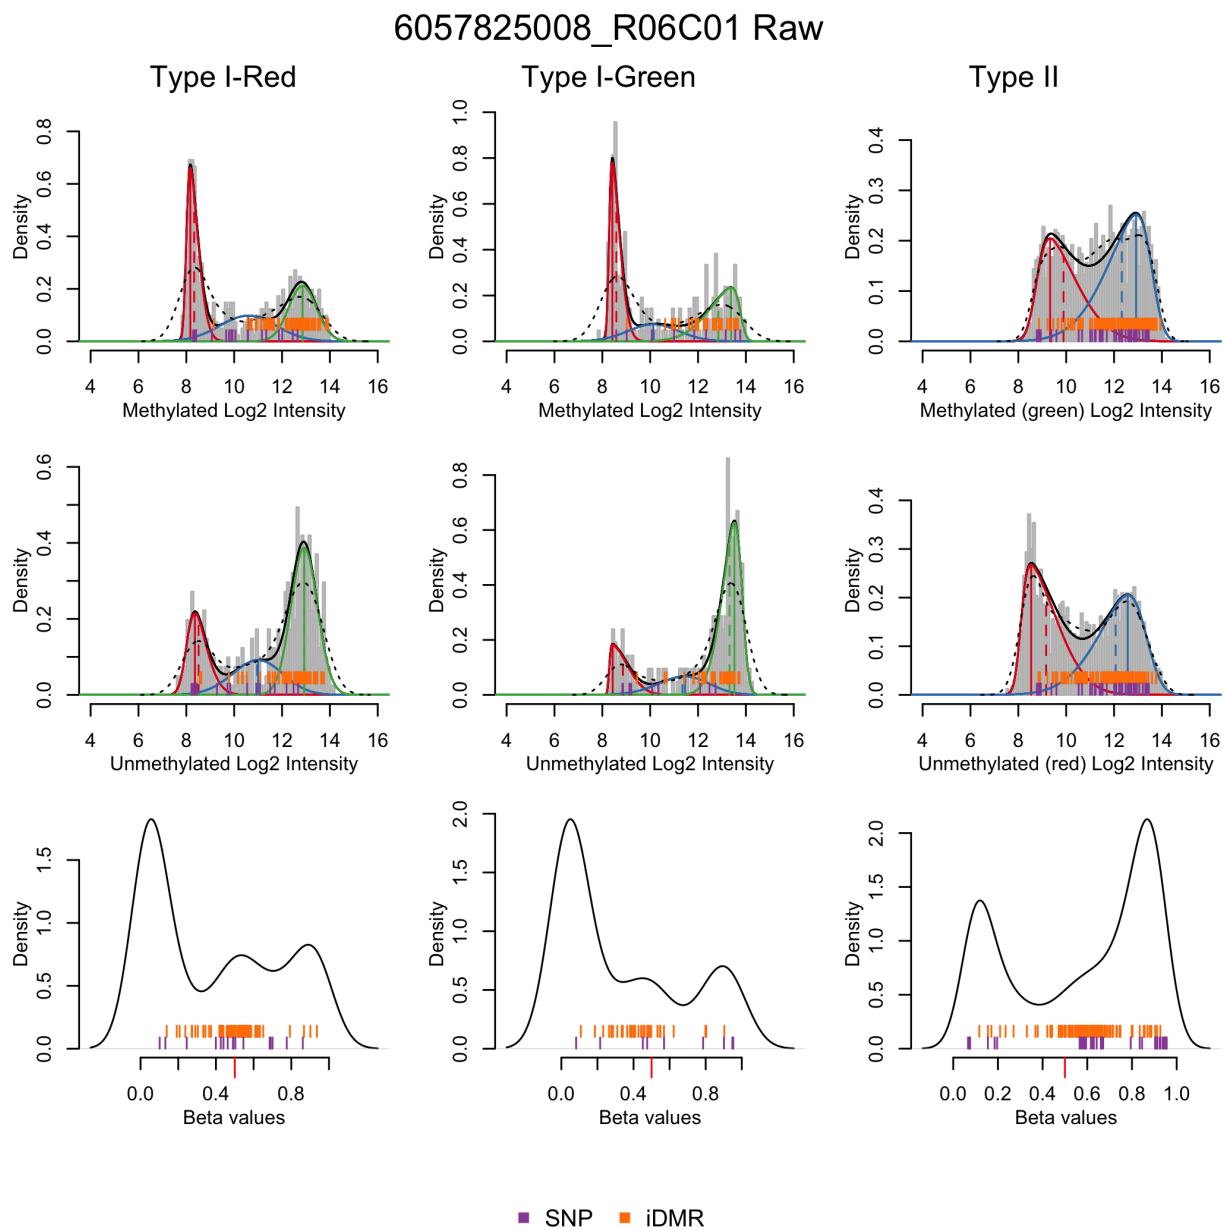 6057825008_R06C01 Raw
Type I-Red
Type I-Green
Type II
Density
0.0 0.2 0.4 0.6 0.8
4 6 8 10 12 14 16
Methylated Log2 Intensity
Density
0.0 0.2 0.4 0.6 0.8 1.0
4 6 8 10 12 14 16
Methylated Log2 Intensity
Density
0.0 0.1 0.2 0.3 0.4
4 6 8 10 12 14 16
Methylated (green) Log2 Intensity
Density
0.0 0.2 0.4 0.6
4 6 8 10 12 14 16
Unmethylated Log2 Intensity
Density
0.0 0.2 0.4 0.6 0.8
4 6 8 10 12 14 16
Unmethylated Log2 Intensity
Density
0.0 0.1 0.2 0.3 0.4
4 6 8 10 12 14 16
Unmethylated (red) Log2 Intensity
Density
0.0 0.5 1.0 1.5
0.0 0.4 0.8
Beta values
Density
0.0 0.5 1.0 1.5 2.0
0.0 0.4 0.8
Beta values
Density
0.0 0.5 1.0 1.5 2.0
0.0 0.2 0.4 0.6 0.8 1.0
Beta values
SNP iDMR